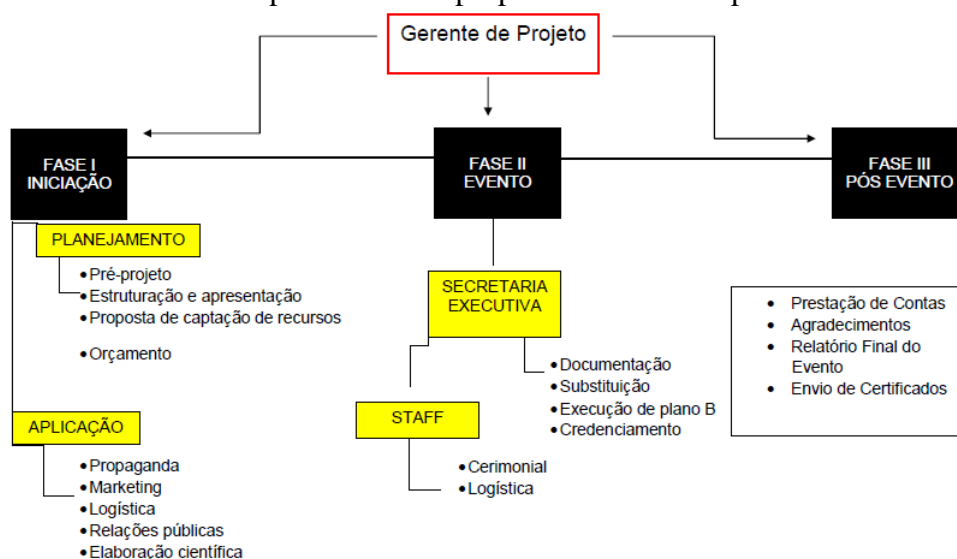 Gerente de Projeto
FASE I
INICIAÇÃO
FASE II
EVENTO
FASE III
PÓS EVENTO
PLANEJAMENTO
•Pré-projeto
•Estruturação e apresentação
•Proposta de captação de recursos
•Orçamento
APLICAÇÃO
•Propaganda
•Marketing
•Logística
•Relações públicas
•Elaboração científica
SECRETARIA
EXECUTIVA
•Documentação
•Substituição
•Execução de plano B
•Credenciamento
STAFF
•Cerimonial
•Logística
• Prestação de Contas
• Agradecimentos
• Relatório Final do
Evento
• Envio de Certificados